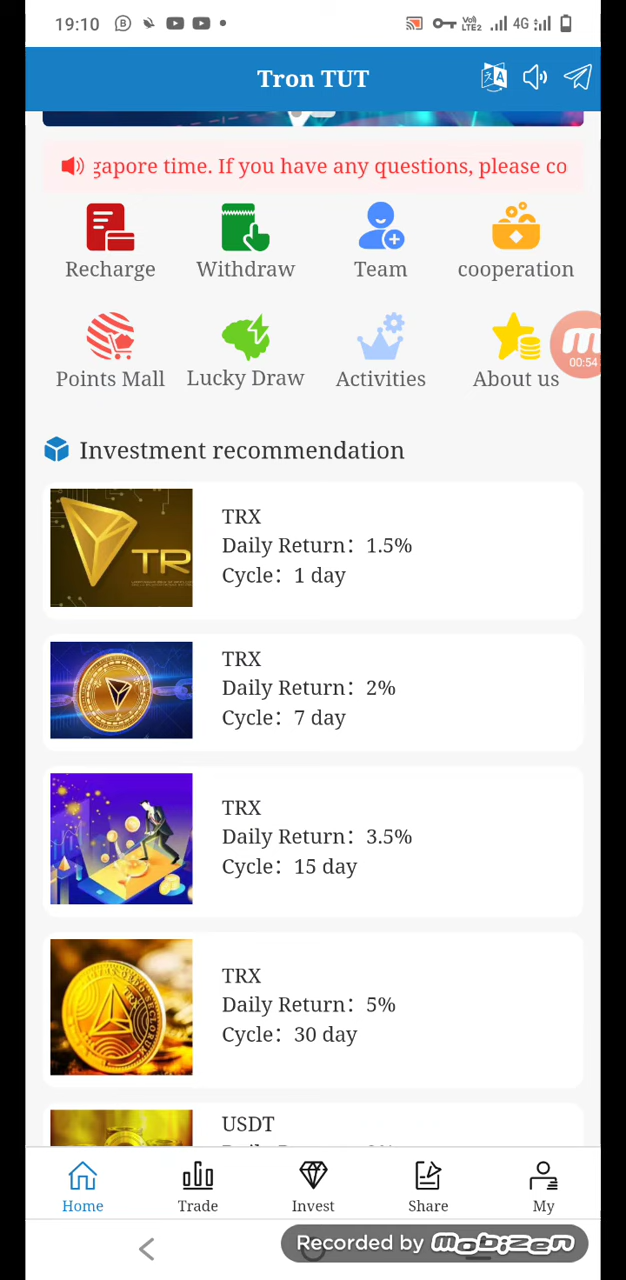 19:10
4G
Tron TUT
gapore time. If you have any questions, please co
Recharge Withdraw Team cooperation
Points Mall Lucky Draw Activities About us
00:54
Investment recommendation
TRX
Daily Return： 1.5%
Cycle： 1 day
TR
TRX
Daily Return： 2%
Cycle： 7 day
TRX
Daily Return： 3.5%
Cycle： 15 day
TRX
Daily Return： 5%
Cycle： 30 day
USDT
Home Trade Invest Share My
Recorded by mobizen